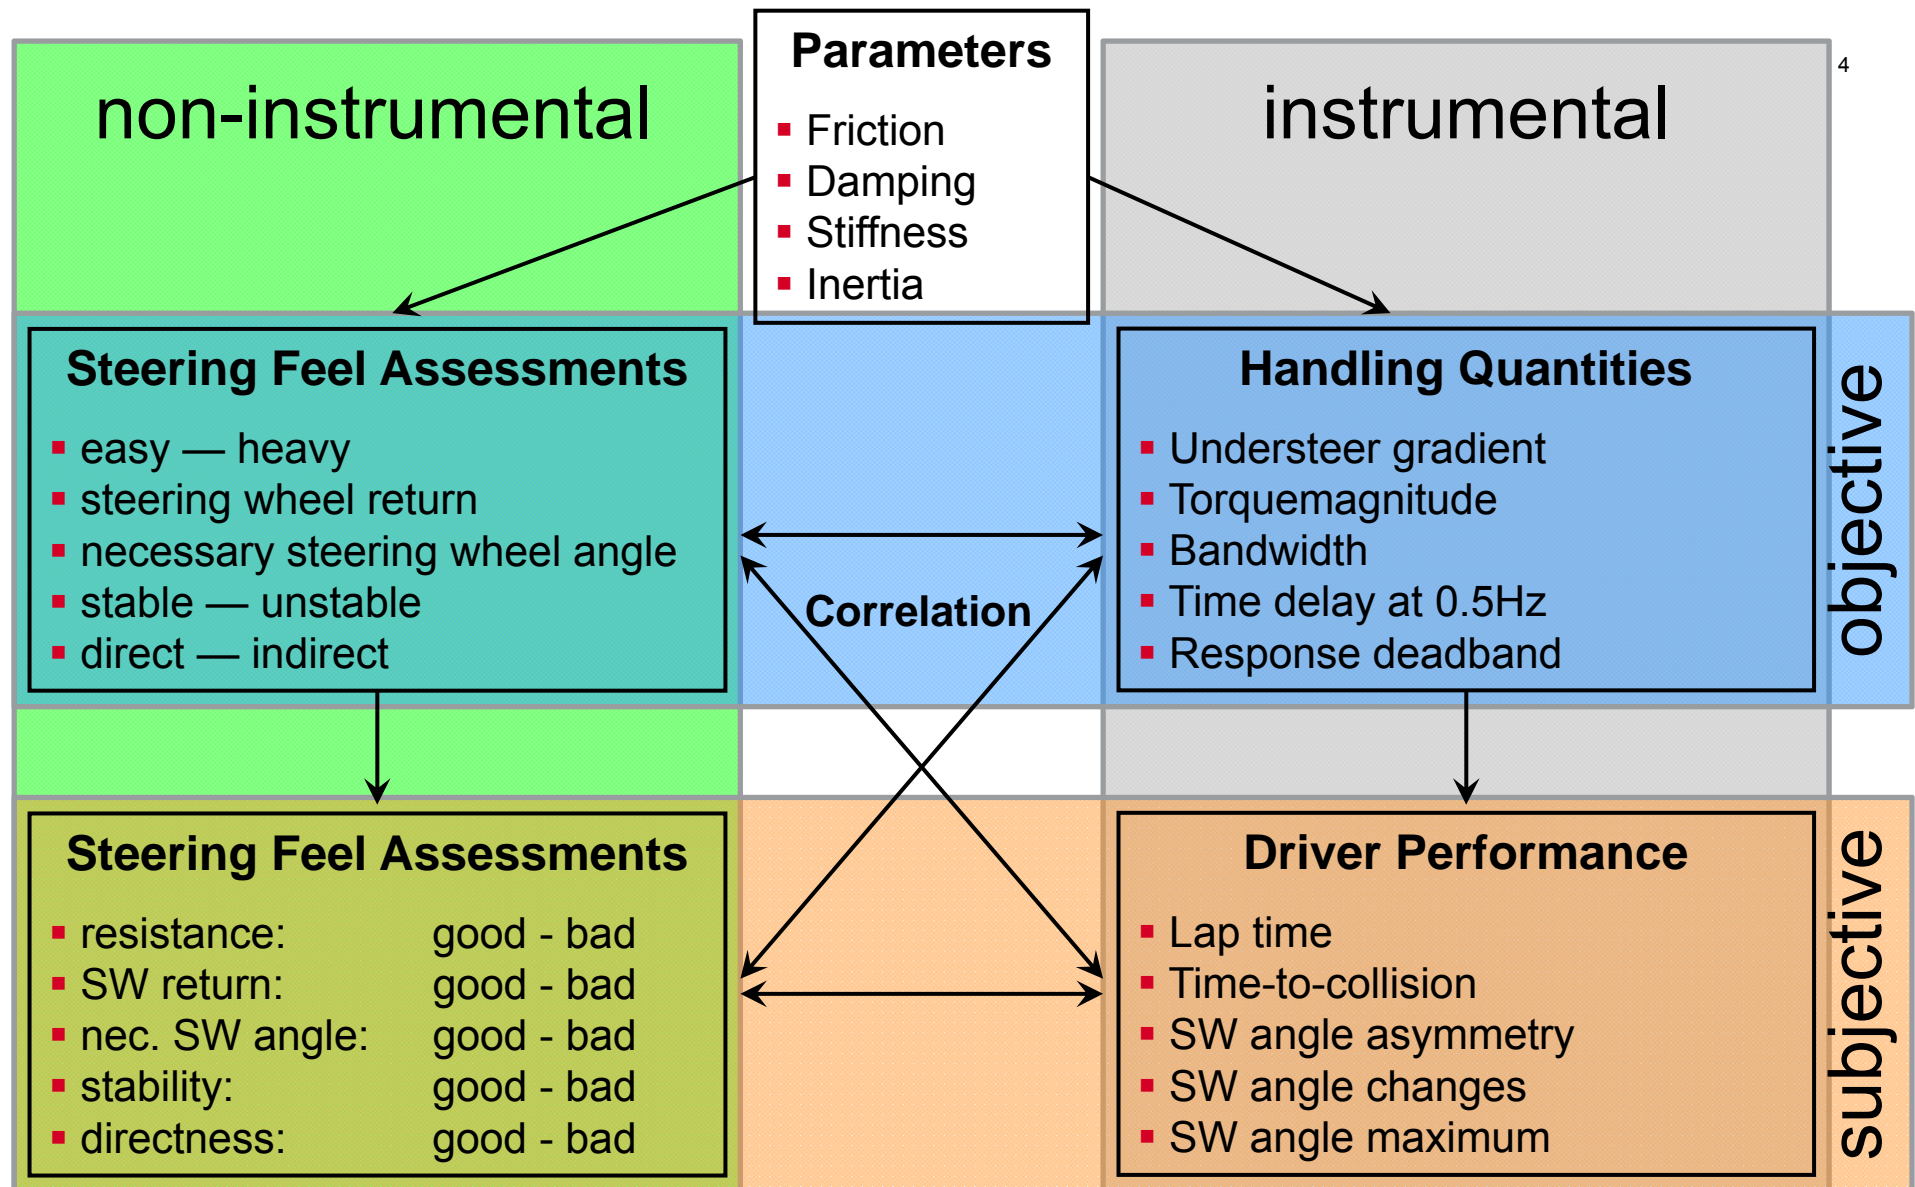 Parameters
▪ Friction
▪ Damping
▪ Stiffness
▪ Inertia
non-instrumental
instrumental
4
Steering Feel Assessments
▪ easy — heavy
▪ steering wheel return
▪ necessary steering wheel angle
▪ stable — unstable
▪ direct — indirect
Correlation
Handling Quantities
▪ Understeer gradient
▪ Torquemagnitude
▪ Bandwidth
▪ Time delay at 0.5Hz
▪ Response deadband
objective
Steering Feel Assessments
▪ resistance: good - bad
▪ SW return: good - bad
▪ nec. SW angle: good - bad
▪ stability: good - bad
▪ directness: good - bad
Driver Performance
▪ Lap time
▪ Time-to-collision
▪ SW angle asymmetry
▪ SW angle changes
▪ SW angle maximum
subjective